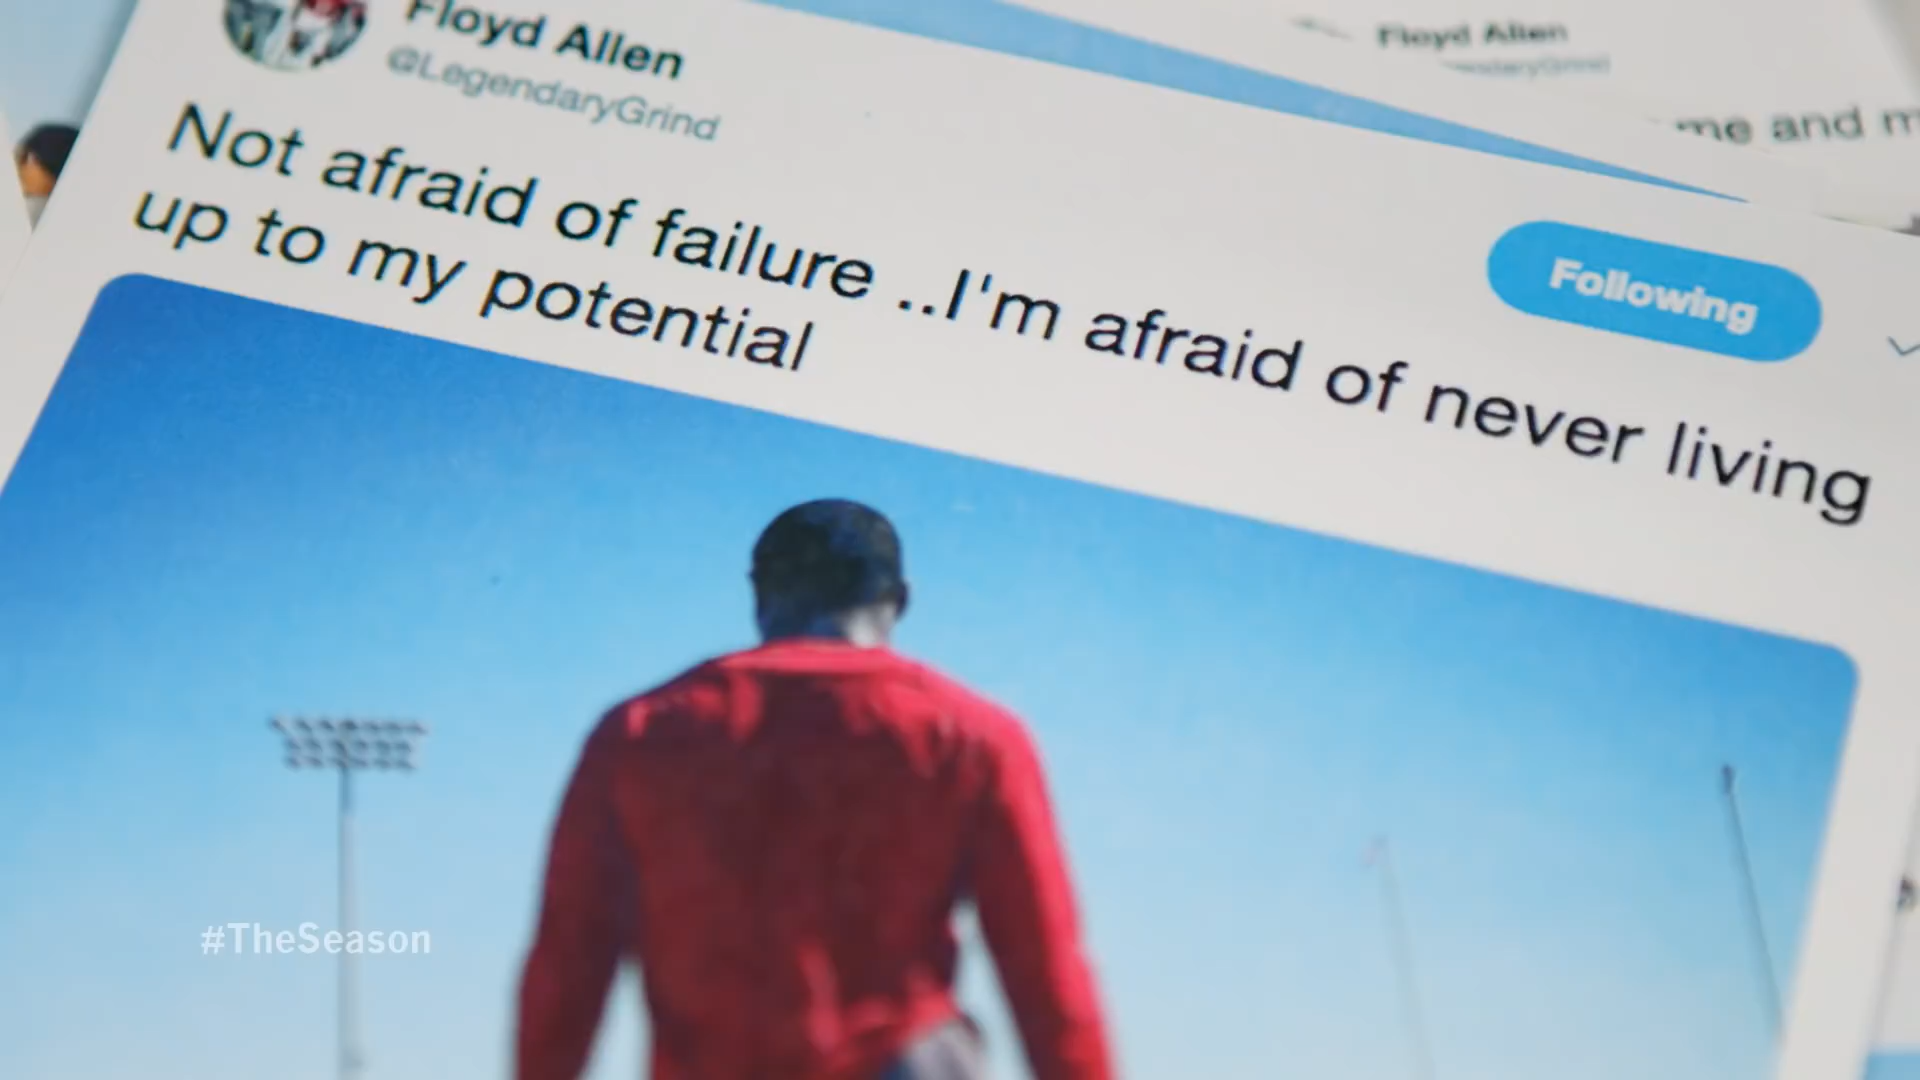 Floyd Allen
@LegendaryGrind
Not afraid of failure ..I'm afraid of never living
up to my potential
Following
Floyd Allen
me and
#TheSeason